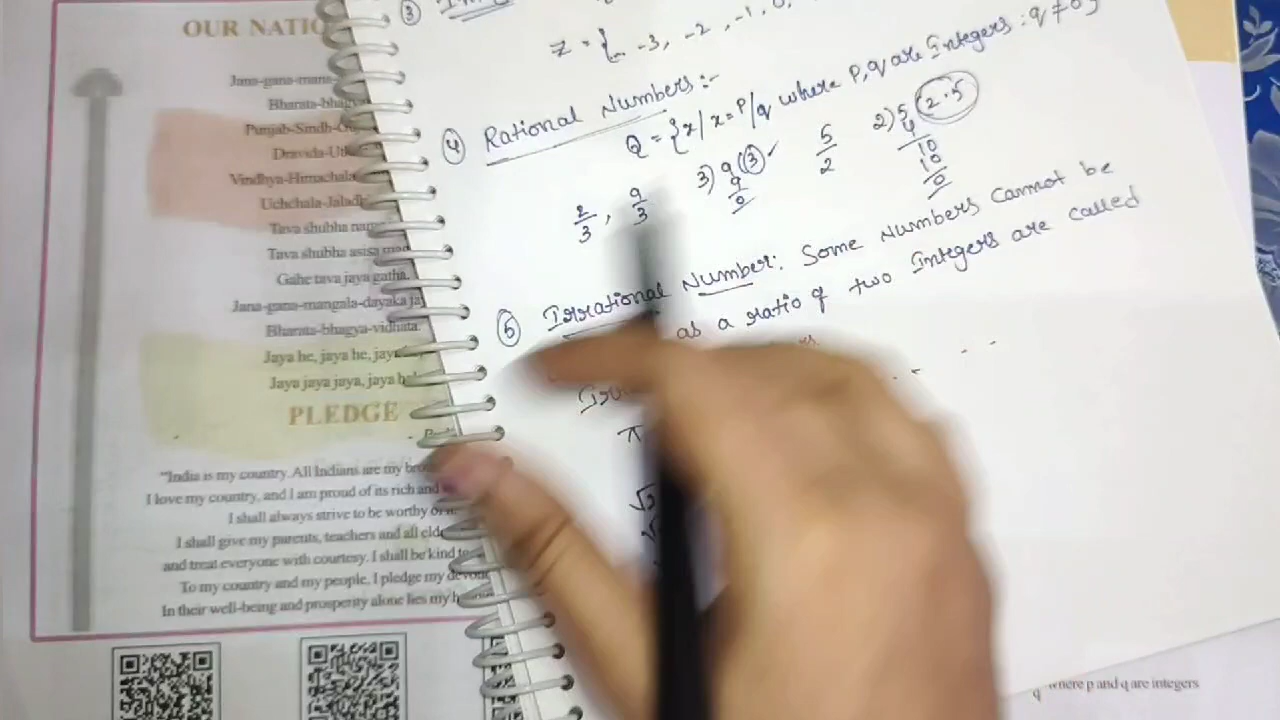 OUR NATIO
Jana-gana-mana-
Bharata-bhagya
Punjab-Sindh-Gu
Dravida-Utk
Vindhya-Himachala
Uchchala-Jaladhi
Tava shubha nam
Tava shubha asisa ma
Gahe tava jaya gatha.
Jana-gana-mangala-dayaka ja
Bharata-bhagya-vidhata.
Jaya he, jaya he, jaya
Jaya jaya jaya, jaya he
PLEDGE
"India is my country. All Indians are my bro
I love my country, and I am proud of its rich and
I shall always strive to be worthy of it.
I shall give my parents, teachers and all eld
and treat everyone with courtesy. I shall be kind to
To my country and my people, I pledge my devo
In their well-being and prosperity alone lies my h
3
Z = {... -3, -2, -1, 0,
4 Rational Numbers :-
Q = {x/x = P/q where P, q are Integers : q ≠ 0}
2/3 , 9/3
3) 9 (3 ✓
9
0
5/2
2) 5 (2.5
4
10
10
0
5 Irrational Number: Some Numbers cannot be
as a ratio of two Integers are called
π
where p and q are integers
q